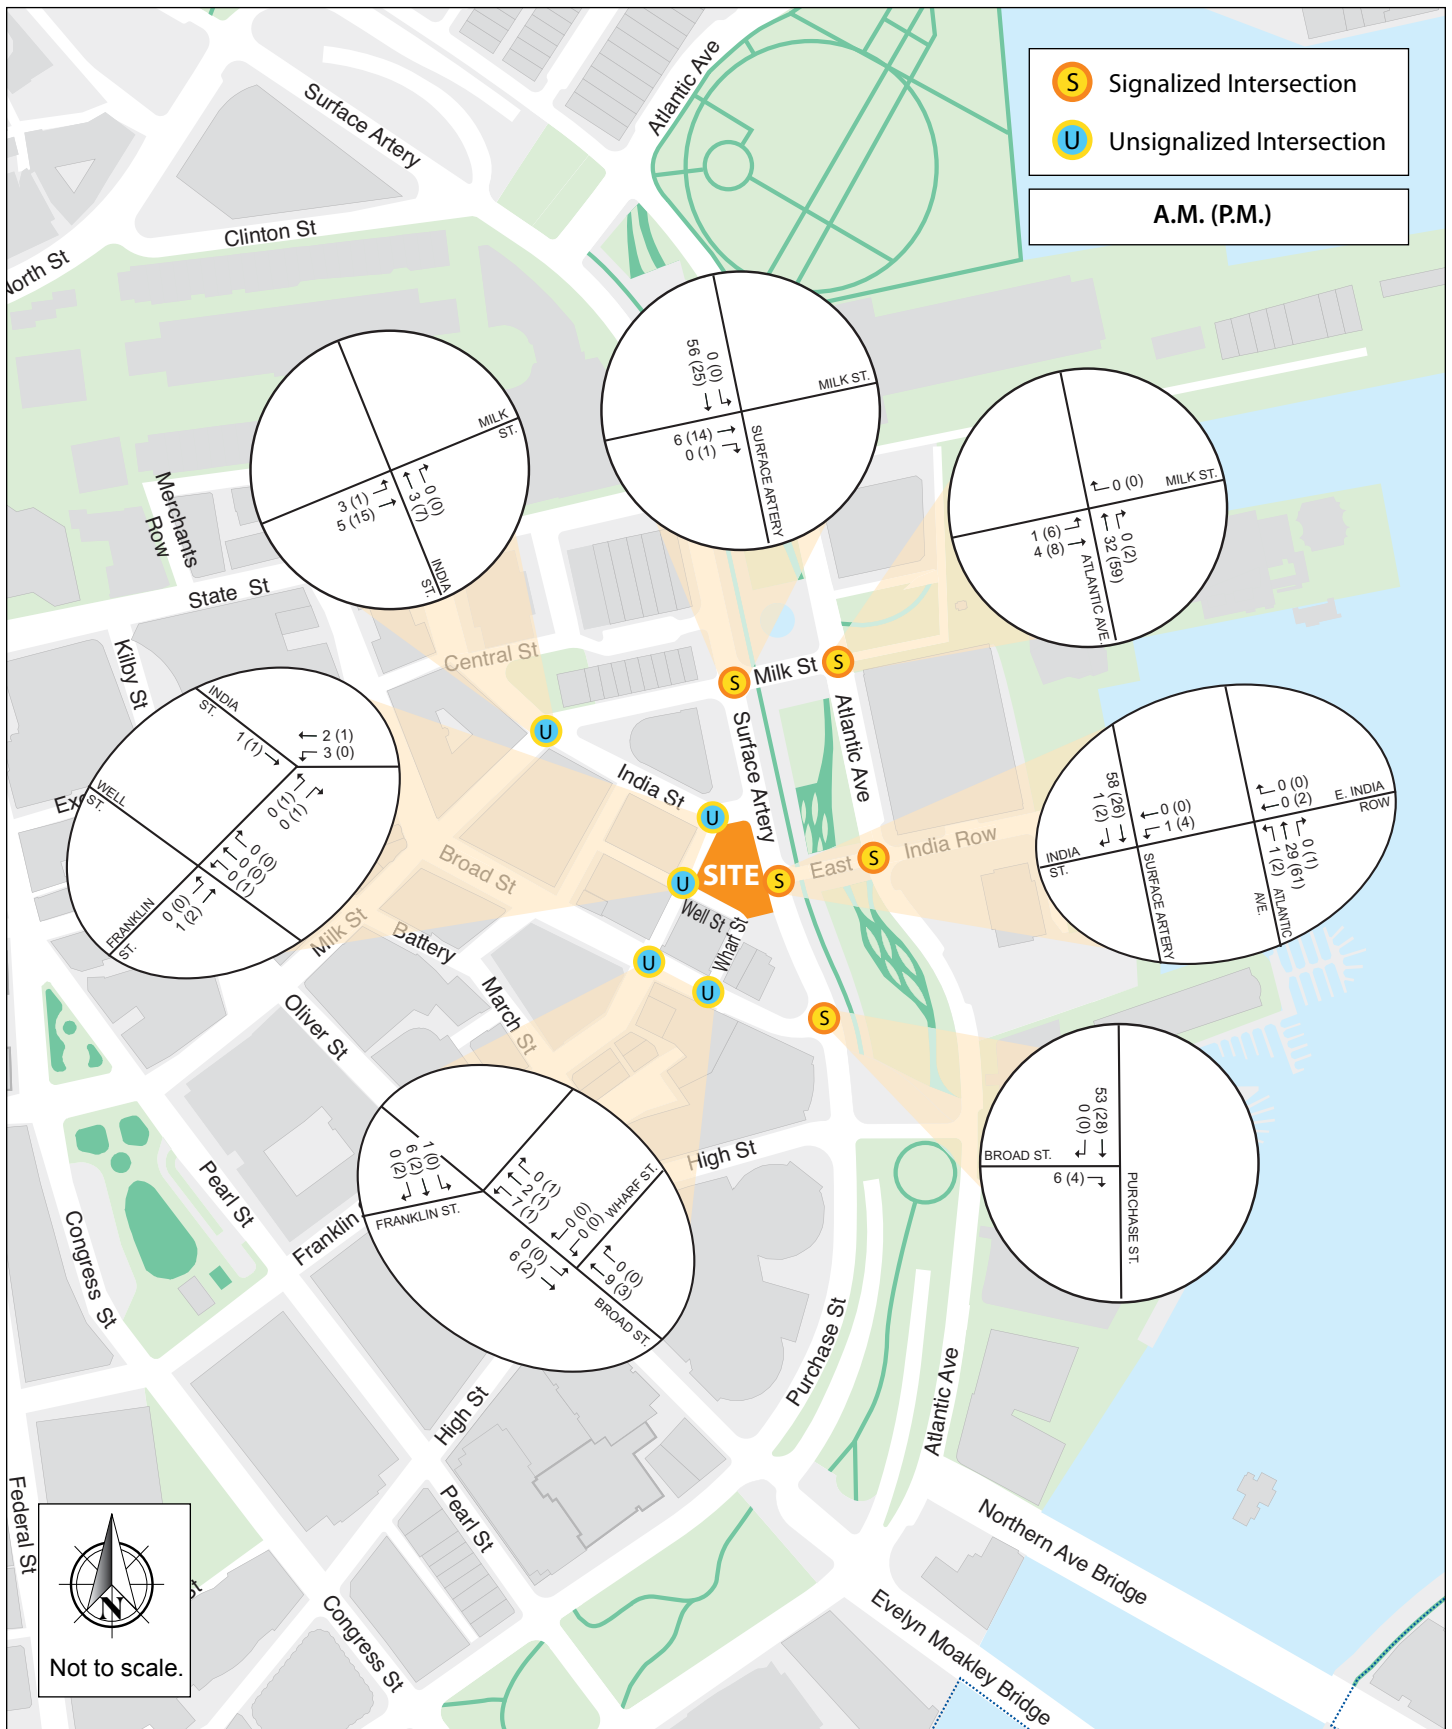 S Signalized Intersection
U Unsignalized Intersection
A.M. (P.M.)
Surface Artery
Atlantic Ave
Clinton St
North St
56 (25)
0 (0)
MILK ST.
6 (14)
0 (1)
SURFACE ARTERY
MILK
ST.
3 (1)
5 (15)
0 (0)
3 (7)
INDIA
ST.
0 (0)
MILK ST.
1 (6)
4 (8)
0 (2)
32 (59)
ATLANTIC AVE.
Merchants
Row
State St
Kilby St
Central St
S
Milk St
S
U
Surface Artery
Atlantic Ave
India St
U
INDIA
ST.
1 (1)
2 (1)
3 (0)
WELL
ST.
0 (1)
0 (1)
0 (0)
0 (0)
0 (1)
0 (0)
1 (2)
FRANKLIN
ST.
58 (26)
1 (2)
0 (0)
1 (4)
0 (0)
0 (2)
E. INDIA
ROW
INDIA
ST.
SURFACE ARTERY
0 (1)
29 (61)
1 (2)
ATLANTIC
AVE.
Broad St
U
SITE
S
East
S
India Row
Well St
Wharf St
Milk St
Battery
March St
U
U
S
Oliver St
53 (28)
0 (0)
BROAD ST.
6 (4)
PURCHASE ST.
1 (0)
6 (2)
0 (2)
FRANKLIN ST.
0 (1)
2 (1)
7 (1)
0 (0)
0 (0)
WHARF ST.
0 (0)
6 (2)
0 (0)
9 (3)
BROAD ST.
High St
Pearl St
Franklin
Congress St
Purchase St
Atlantic Ave
High St
Pearl St
Federal St
St
Congress St
Northern Ave Bridge
Evelyn Moakley Bridge
N
Not to scale.